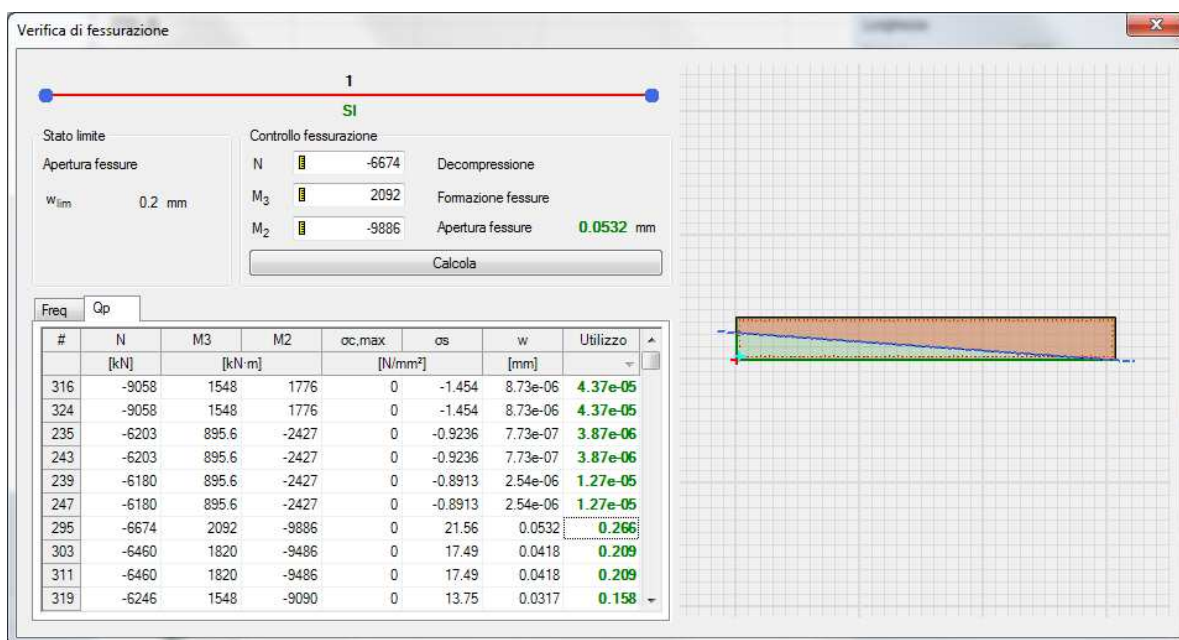 Verifica di fessurazione
1
SI
Stato limite
Apertura fessure
wlim 0.2 mm
Controllo fessurazione
N -6674 Decompressione
M3 2092 Formazione fessure
M2 -9886 Apertura fessure 0.0532 mm
Calcola
Freq Qp
# N M3 M2 σc,max σs w Utilizzo
[kN] [kN·m] [N/mm²] [mm]
316 -9058 1548 1776 0 -1.454 8.73e-06 4.37e-05
324 -9058 1548 1776 0 -1.454 8.73e-06 4.37e-05
235 -6203 895.6 -2427 0 -0.9236 7.73e-07 3.87e-06
243 -6203 895.6 -2427 0 -0.9236 7.73e-07 3.87e-06
239 -6180 895.6 -2427 0 -0.8913 2.54e-06 1.27e-05
247 -6180 895.6 -2427 0 -0.8913 2.54e-06 1.27e-05
295 -6674 2092 -9886 0 21.56 0.0532 0.266
303 -6460 1820 -9486 0 17.49 0.0418 0.209
311 -6460 1820 -9486 0 17.49 0.0418 0.209
319 -6246 1548 -9090 0 13.75 0.0317 0.158